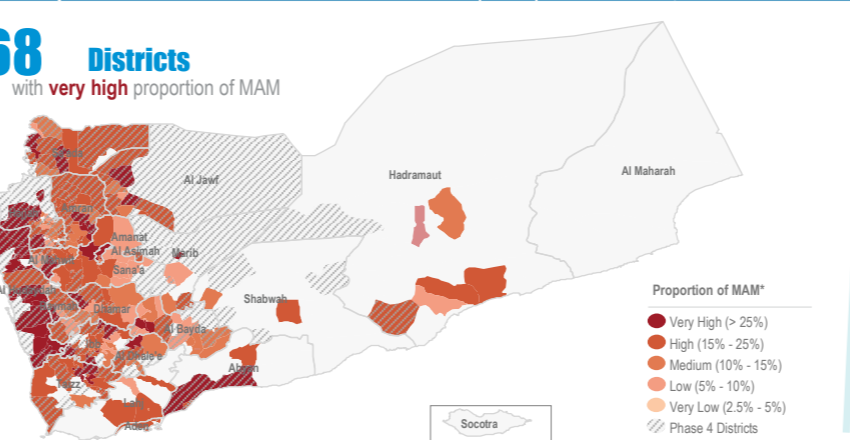 68 Districts
with very high proportion of MAM
Al Jawf
Hadramaut
Al Maharah
Amran
Amanat
Al Asimah
Marib
Sana'a
Shabwah
Dhamar
Al Bayda
Al Dhale'e
Abyan
Taizz
Aden
Socotra
Proportion of MAM*
Very High (> 25%)
High (15% - 25%)
Medium (10% - 15%)
Low (5% - 10%)
Very Low (2.5% - 5%)
Phase 4 Districts